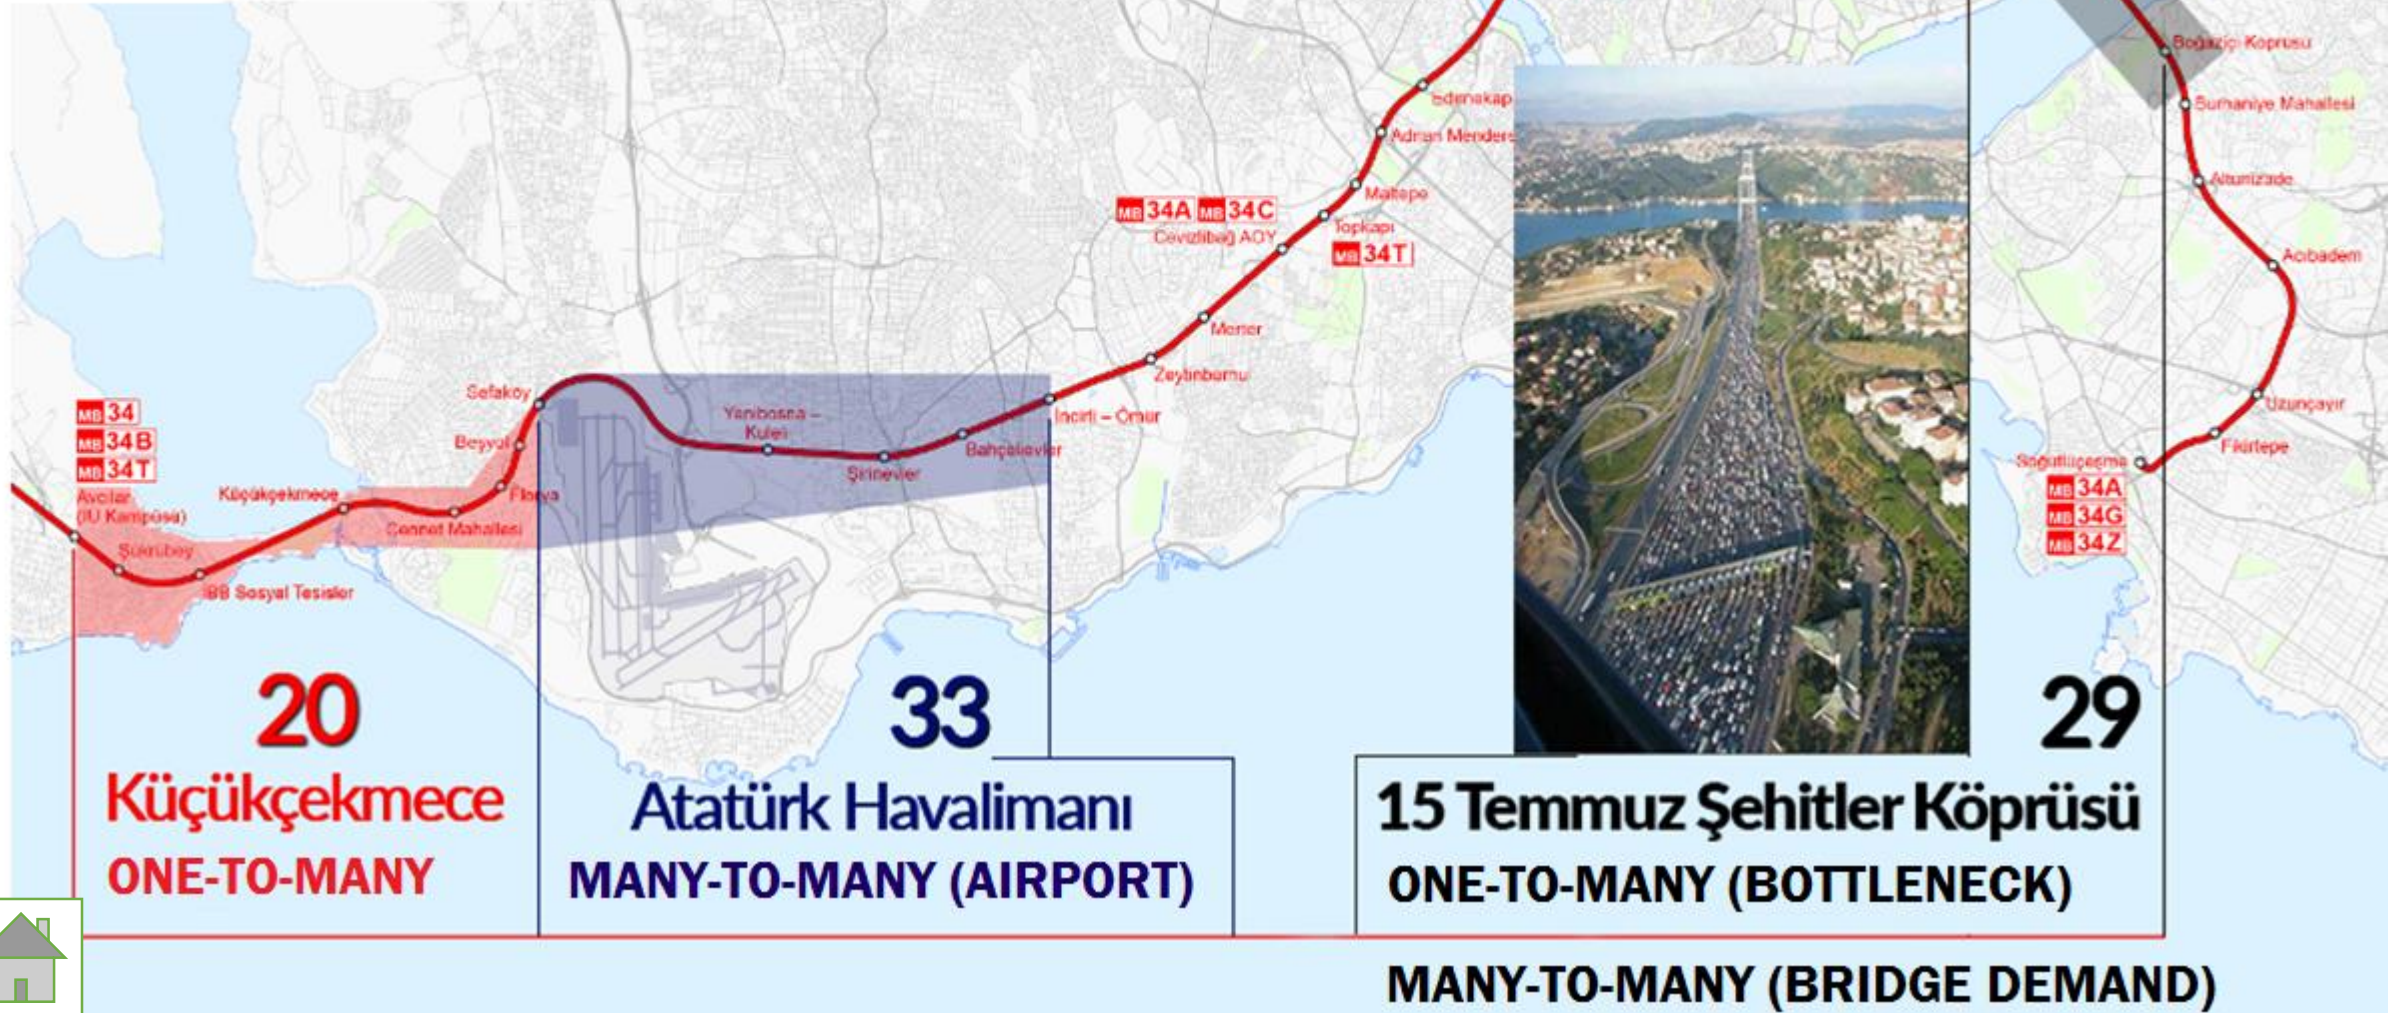 Boğaziçi Köprüsü
Burhaniye Mahallesi
Altunizade
Acıbadem
Uzunçayır
Fikirtepe
Söğütlüçeşme
MB 34A
MB 34G
MB 34Z
Edirnekap
Adnan Mendere
Maltepe
Topkapı
MB 34T
MB 34A MB 34C
Cevizlibağ AÖY
Merter
Zeytinburnu
İncirli – Ömür
Bahçelievler
Şirinevler
Yenibosna –
Kuleli
Sefaköy
Beşyol
Florya
Cennet Mahallesi
Küçükçekmece
İBB Sosyal Tesisler
Şükrübey
MB 34
MB 34B
MB 34T
Avcılar
(İÜ Kampüsü)
20
Küçükçekmece
ONE-TO-MANY
33
Atatürk Havalimanı
MANY-TO-MANY (AIRPORT)
29
15 Temmuz Şehitler Köprüsü
ONE-TO-MANY (BOTTLENECK)
MANY-TO-MANY (BRIDGE DEMAND)